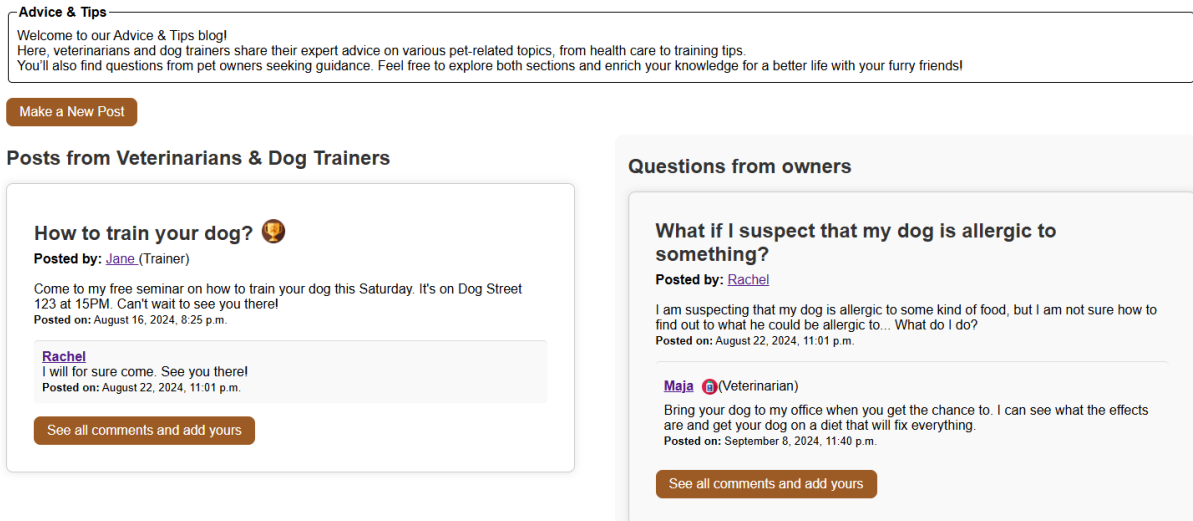 Advice & Tips
Welcome to our Advice & Tips blog!
Here, veterinarians and dog trainers share their expert advice on various pet-related topics, from health care to training tips.
You'll also find questions from pet owners seeking guidance. Feel free to explore both sections and enrich your knowledge for a better life with your furry friends!
Make a New Post
Posts from Veterinarians & Dog Trainers
How to train your dog?
Posted by: Jane (Trainer)
Come to my free seminar on how to train your dog this Saturday. It's on Dog Street
123 at 15PM. Can't wait to see you there!
Posted on: August 16, 2024, 8:25 p.m.
Rachel
I will for sure come. See you there!
Posted on: August 22, 2024, 11:01 p.m.
See all comments and add yours
Questions from owners
What if I suspect that my dog is allergic to
something?
Posted by: Rachel
I am suspecting that my dog is allergic to some kind of food, but I am not sure how to
find out to what he could be allergic to... What do I do?
Posted on: August 22, 2024, 11:01 p.m.
Maja (Veterinarian)
Bring your dog to my office when you get the chance to. I can see what the effects
are and get your dog on a diet that will fix everything.
Posted on: September 8, 2024, 11:40 p.m.
See all comments and add yours